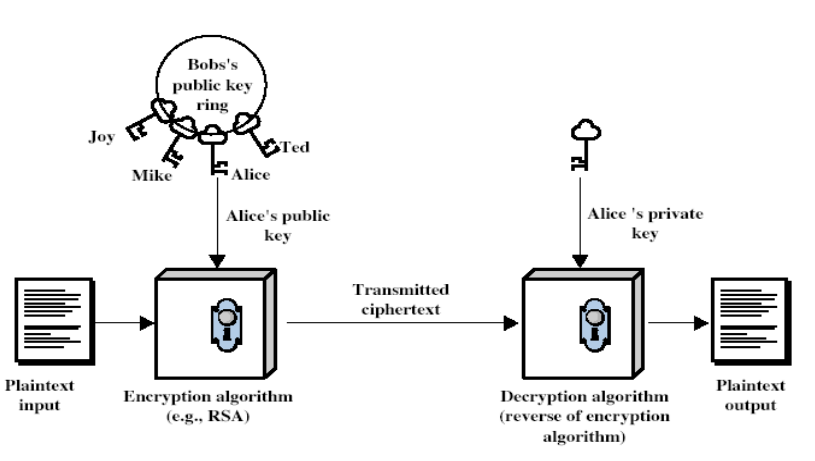 Bobs's
public key
ring
Joy
Ted
Mike
Alice
Alice's public
key
Alice 's private
key
Transmitted
ciphertext
Plaintext
input
Encryption algorithm
(e.g., RSA)
Decryption algorithm
(reverse of encryption
algorithm)
Plaintext
output